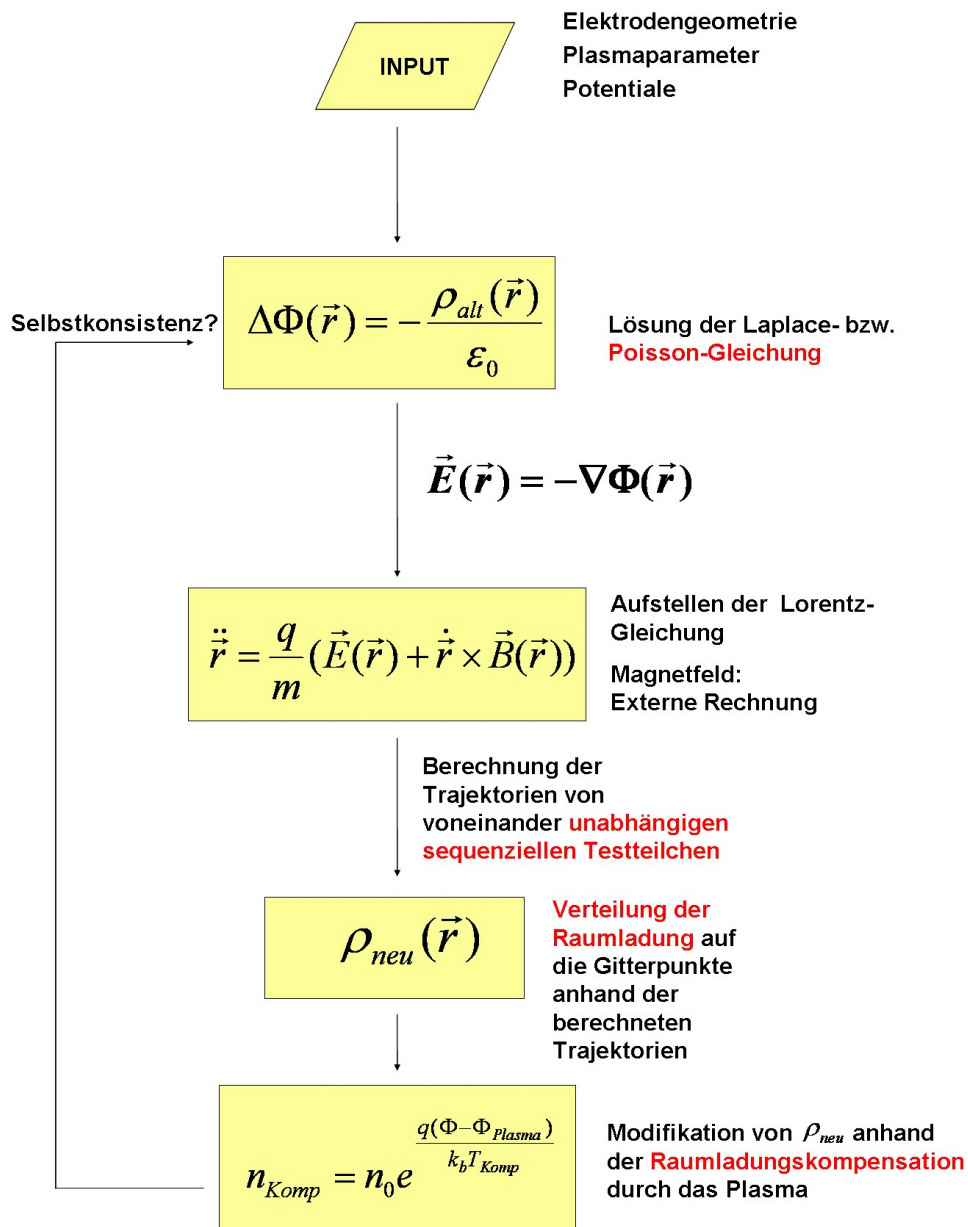 INPUT
Elektrodengeometrie
Plasmaparameter
Potentiale
Selbstkonsistenz?
ΔΦ(r⃗) = −ρ_alt(r⃗)/ε₀
Lösung der Laplace- bzw.
Poisson-Gleichung
E⃗(r⃗) = −∇Φ(r⃗)
r̈⃗ = q/m (E⃗(r⃗) + ṙ⃗ × B⃗(r⃗))
Aufstellen der Lorentz-
Gleichung
Magnetfeld:
Externe Rechnung
Berechnung der
Trajektorien von
voneinander unabhängigen
sequenziellen Testteilchen
ρ_neu(r⃗)
Verteilung der
Raumladung auf
die Gitterpunkte
anhand der
berechneten
Trajektorien
n_Komp = n₀ e^(q(Φ−Φ_Plasma)/(k_b T_Komp))
Modifikation von ρ_neu anhand
der Raumladungskompensation
durch das Plasma